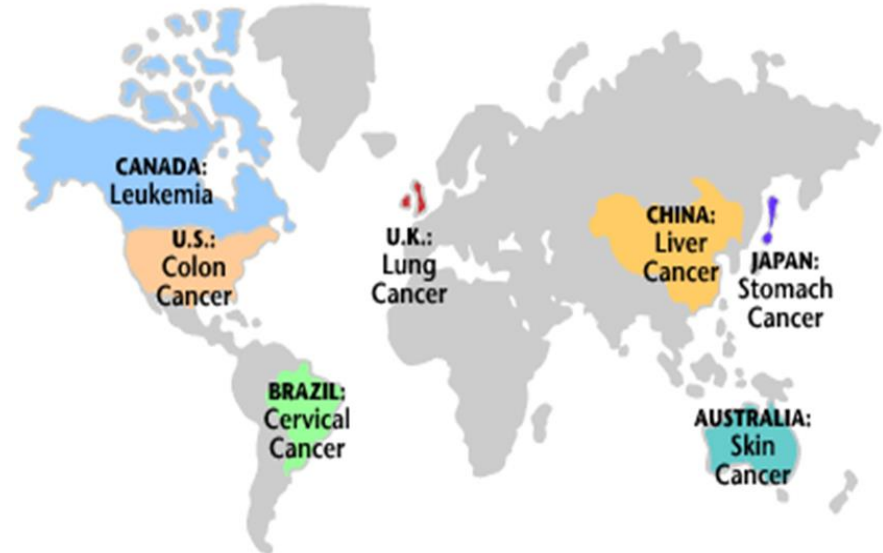 CANADA:
Leukemia
U.S.:
Colon
Cancer
U.K.:
Lung
Cancer
CHINA:
Liver
Cancer
JAPAN:
Stomach
Cancer
BRAZIL:
Cervical
Cancer
AUSTRALIA:
Skin
Cancer